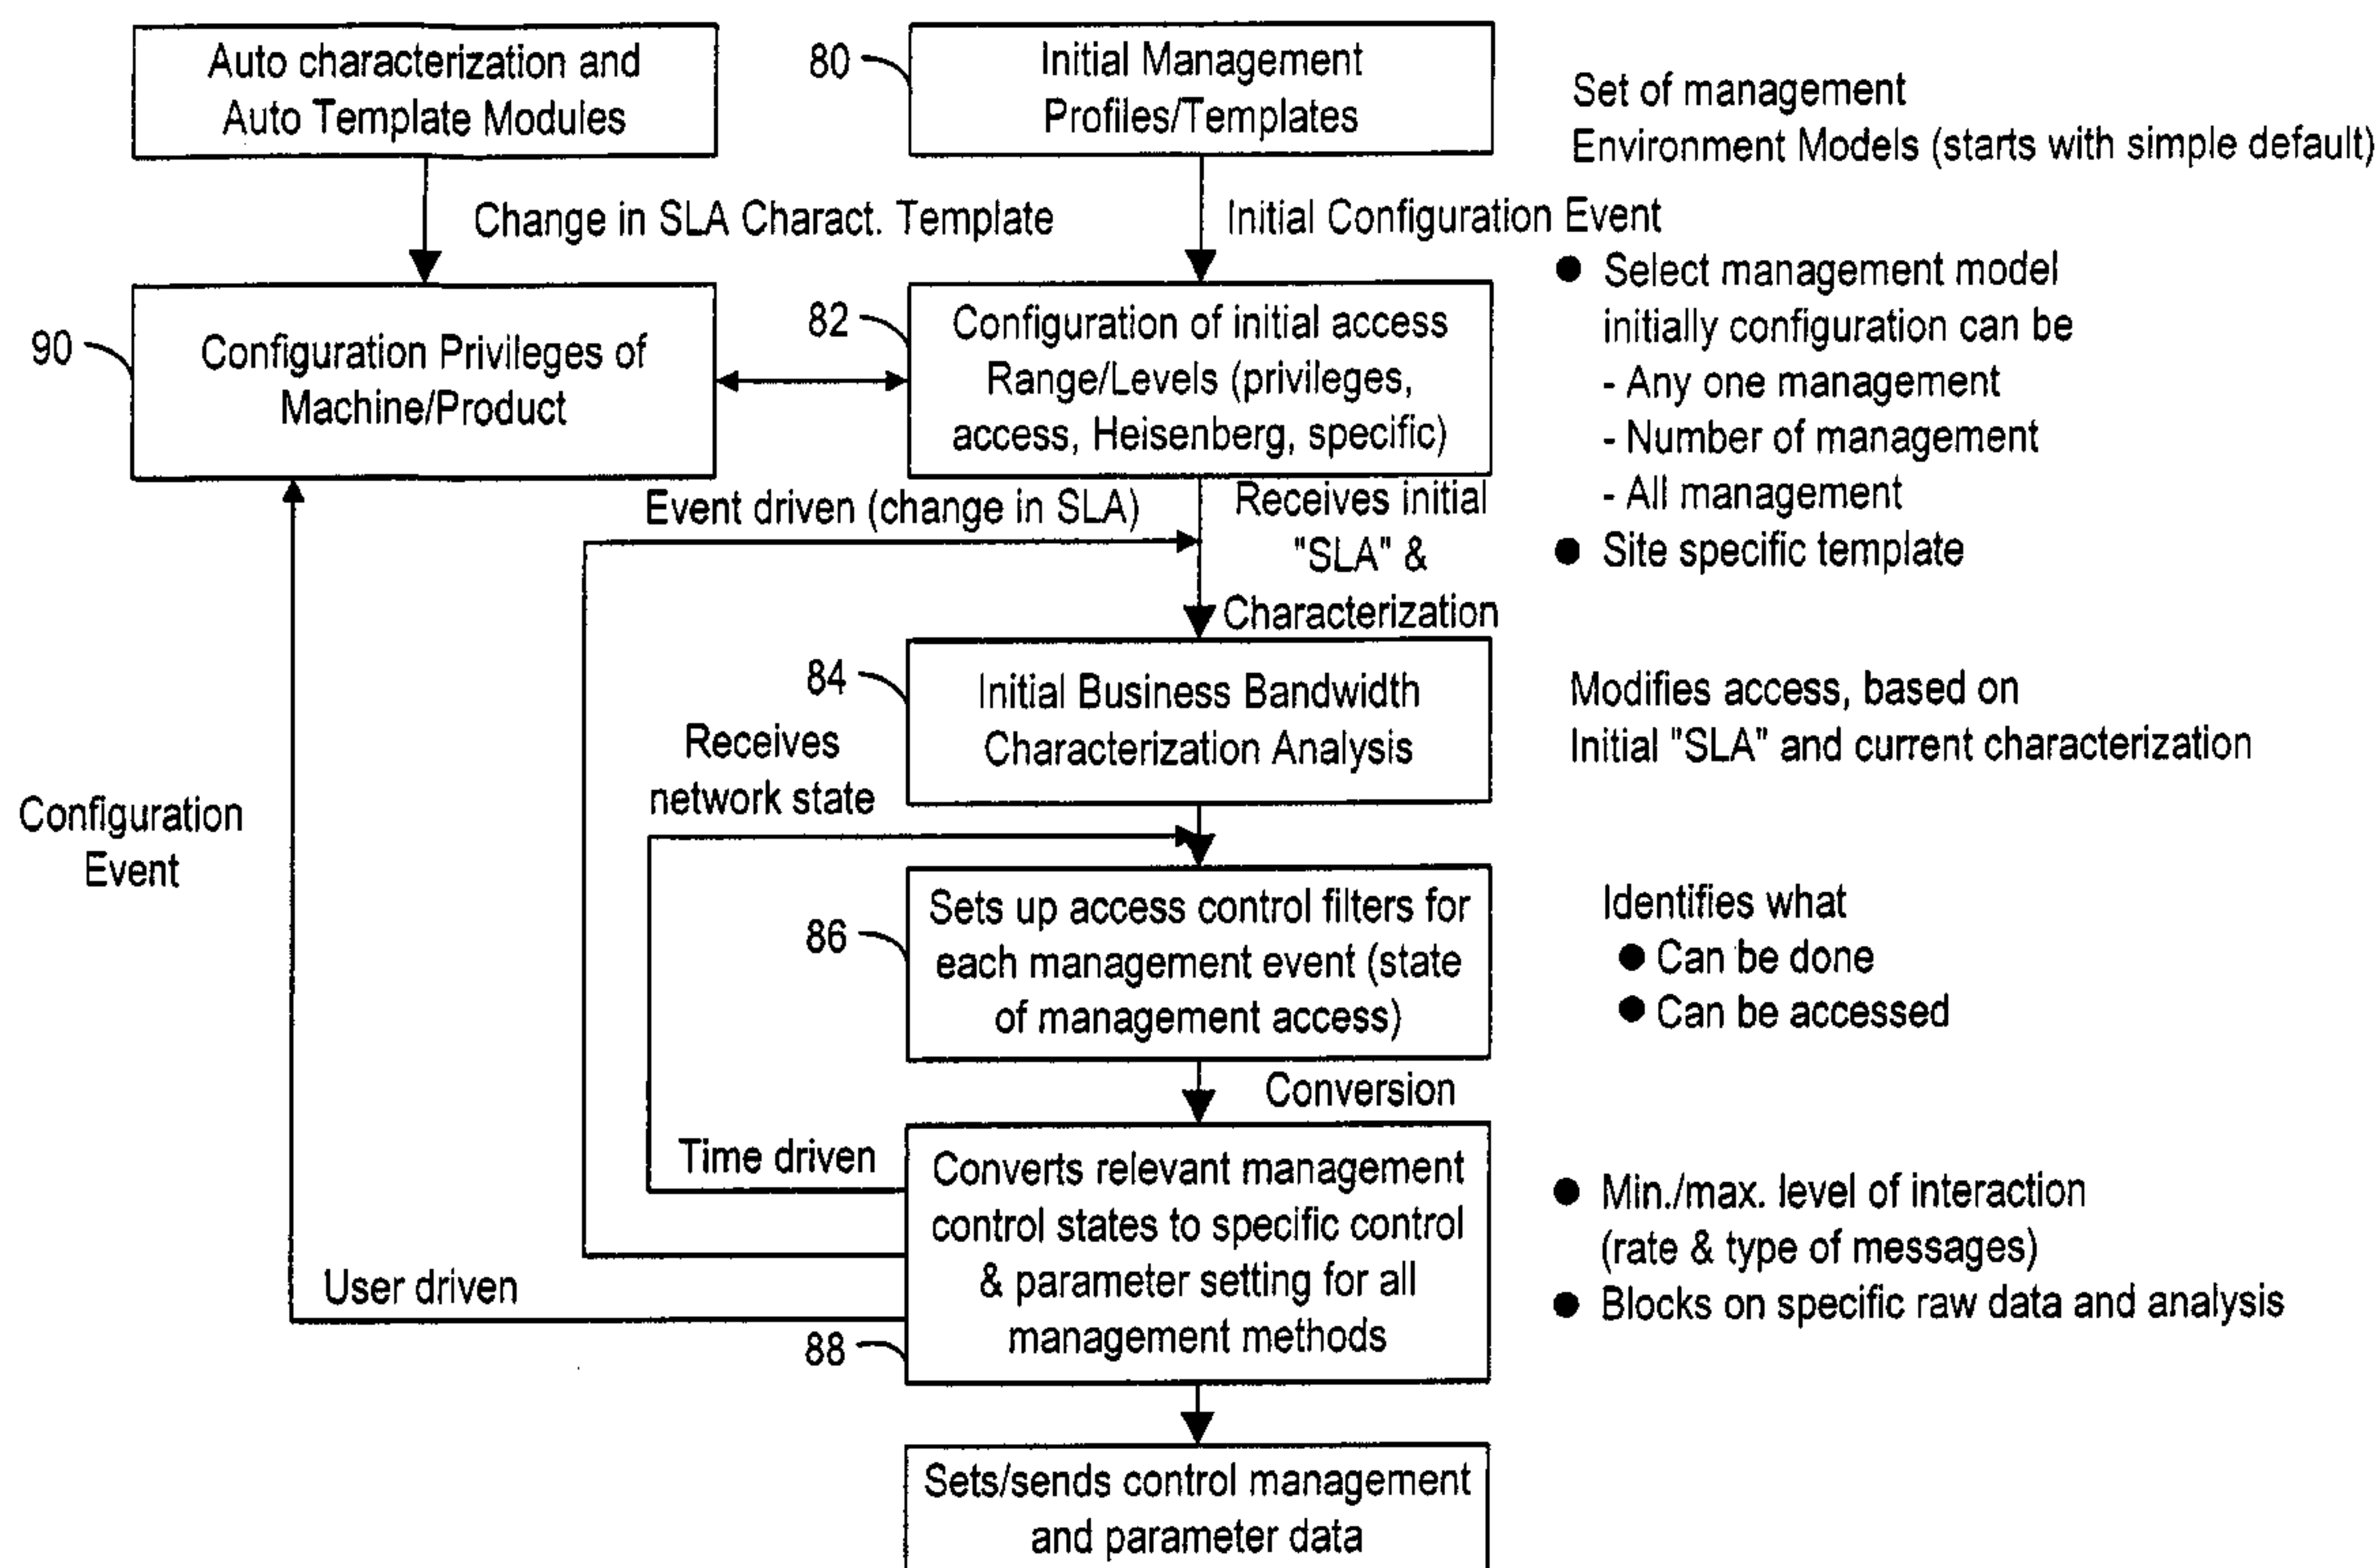 Auto characterization and
Auto Template Modules
80
Initial Management
Profiles/Templates
Set of management
Environment Models (starts with simple default)
Change in SLA Charact. Template
Initial Configuration Event
● Select management model
initially configuration can be
- Any one management
- Number of management
- All management
● Site specific template
90
Configuration Privileges of
Machine/Product
82
Configuration of initial access
Range/Levels (privileges,
access, Heisenberg, specific)
Event driven (change in SLA)
Receives initial
"SLA" &
Characterization
84
Initial Business Bandwidth
Characterization Analysis
Modifies access, based on
Initial "SLA" and current characterization
Receives
network state
Configuration
Event
86
Sets up access control filters for
each management event (state
of management access)
Identifies what
● Can be done
● Can be accessed
Conversion
Time driven
User driven
88
Converts relevant management
control states to specific control
& parameter setting for all
management methods
● Min./max. level of interaction
(rate & type of messages)
● Blocks on specific raw data and analysis
Sets/sends control management
and parameter data